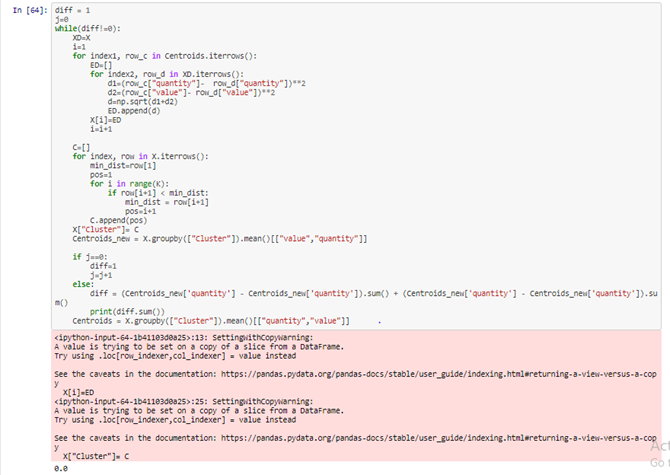 In [64]: diff = 1
j=0
while(diff!=0):
XD=X
i=1
for index1, row_c in Centroids.iterrows():
ED=[]
for index2, row_d in XD.iterrows():
d1=(row_c["quantity"]- row_d["quantity"])**2
d2=(row_c["value"]- row_d["value"])**2
d=np.sqrt(d1+d2)
ED.append(d)
X[i]=ED
i=i+1
C=[]
for index, row in X.iterrows():
min_dist=row[1]
pos=1
for i in range(K):
if row[i+1] < min_dist:
min_dist = row[i+1]
pos=i+1
C.append(pos)
X["Cluster"]= C
Centroids_new = X.groupby(["Cluster"]).mean()[["value","quantity"]]
if j==0:
diff=1
j=j+1
else:
diff = (Centroids_new['quantity'] - Centroids_new['quantity']).sum() + (Centroids_new['quantity'] - Centroids_new['quantity']).su
m()
print(diff.sum())
Centroids = X.groupby(["Cluster"]).mean()[["quantity","value"]]
<ipython-input-64-1b41103d0a25>:13: SettingWithCopyWarning:
A value is trying to be set on a copy of a slice from a DataFrame.
Try using .loc[row_indexer,col_indexer] = value instead
See the caveats in the documentation: https://pandas.pydata.org/pandas-docs/stable/user_guide/indexing.html#returning-a-view-versus-a-cop
y
X[i]=ED
<ipython-input-64-1b41103d0a25>:25: SettingWithCopyWarning:
A value is trying to be set on a copy of a slice from a DataFrame.
Try using .loc[row_indexer,col_indexer] = value instead
See the caveats in the documentation: https://pandas.pydata.org/pandas-docs/stable/user_guide/indexing.html#returning-a-view-versus-a-cop
y
X["Cluster"]= C
0.0